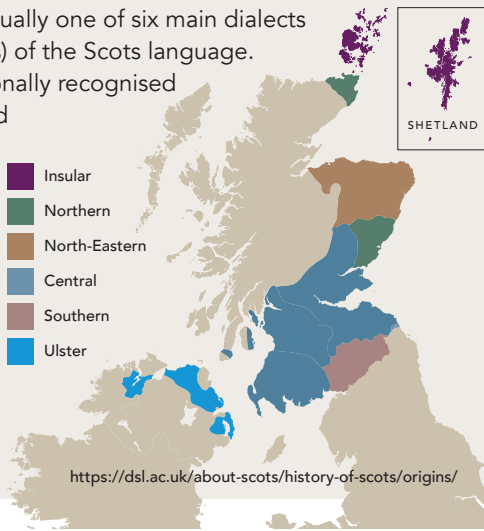 ually one of six main dialects
) of the Scots language.
onally recognised
d
SHETLAND
Insular
Northern
North-Eastern
Central
Southern
Ulster
https://dsl.ac.uk/about-scots/history-of-scots/origins/